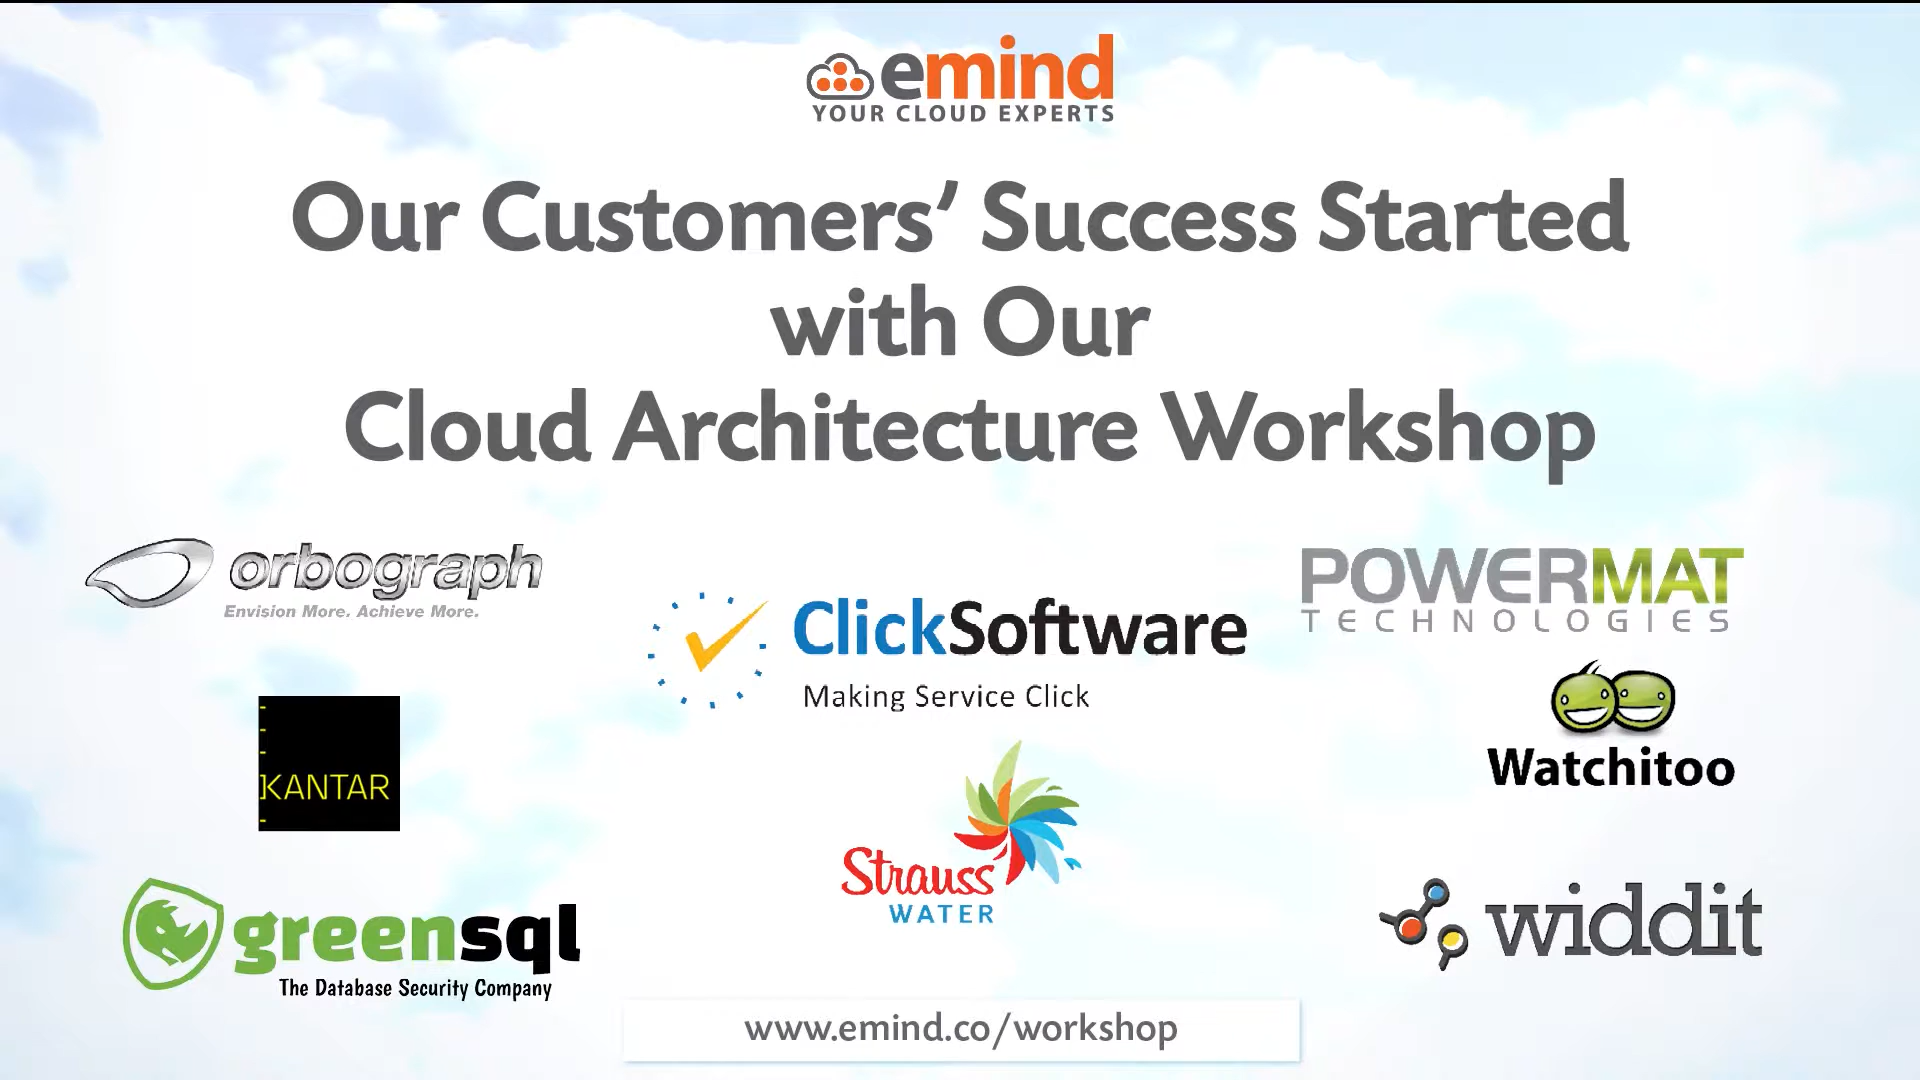 emind
YOUR CLOUD EXPERTS
Our Customers’ Success Started
with Our
Cloud Architecture Workshop
orbograph
Envision More. Achieve More.
ClickSoftware
Making Service Click
POWERMAT
TECHNOLOGIES
KANTAR
Watchitoo
Strauss
WATER
greensql
The Database Security Company
widdit
www.emind.co/workshop